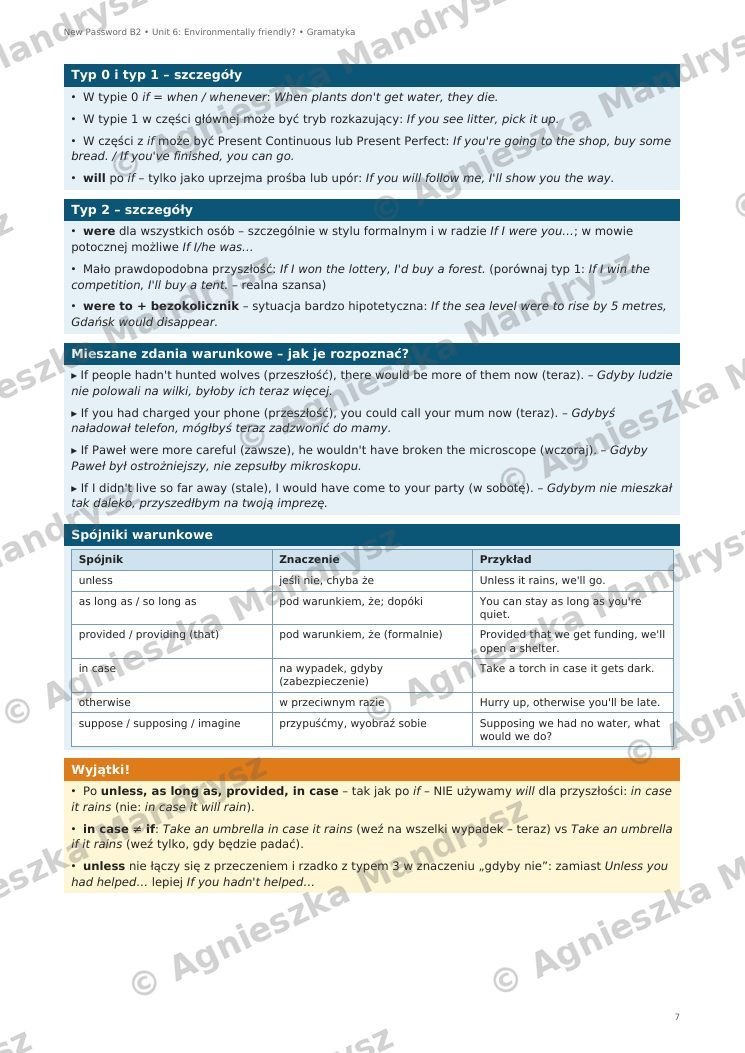 New Password B2 • Unit 6: Environmentally friendly? • Gramatyka
Typ 0 i typ 1 – szczegóły
• W typie 0 if = when / whenever: When plants don't get water, they die.
• W typie 1 w części głównej może być tryb rozkazujący: If you see litter, pick it up.
• W części z if może być Present Continuous lub Present Perfect: If you're going to the shop, buy some
bread. / If you've finished, you can go.
• will po if – tylko jako uprzejma prośba lub upór: If you will follow me, I'll show you the way.
Typ 2 – szczegóły
• were dla wszystkich osób – szczególnie w stylu formalnym i w radzie If I were you…; w mowie
potocznej możliwe If I/he was…
• Mało prawdopodobna przyszłość: If I won the lottery, I'd buy a forest. (porównaj typ 1: If I win the
competition, I'll buy a tent. – realna szansa)
• were to + bezokolicznik – sytuacja bardzo hipotetyczna: If the sea level were to rise by 5 metres,
Gdańsk would disappear.
Mieszane zdania warunkowe – jak je rozpoznać?
▸ If people hadn't hunted wolves (przeszłość), there would be more of them now (teraz). – Gdyby ludzie
nie polowali na wilki, byłoby ich teraz więcej.
▸ If you had charged your phone (przeszłość), you could call your mum now (teraz). – Gdybyś
naładował telefon, mógłbyś teraz zadzwonić do mamy.
▸ If Paweł were more careful (zawsze), he wouldn't have broken the microscope (wczoraj). – Gdyby
Paweł był ostrożniejszy, nie zepsułby mikroskopu.
▸ If I didn't live so far away (stale), I would have come to your party (w sobotę). – Gdybym nie mieszkał
tak daleko, przyszedłbym na twoją imprezę.
Spójniki warunkowe
Spójnik Znaczenie Przykład
unless jeśli nie, chyba że Unless it rains, we'll go.
as long as / so long as pod warunkiem, że; dopóki You can stay as long as you're
quiet.
provided / providing (that) pod warunkiem, że (formalnie) Provided that we get funding, we'll
open a shelter.
in case na wypadek, gdyby Take a torch in case it gets dark.
(zabezpieczenie)
otherwise w przeciwnym razie Hurry up, otherwise you'll be late.
suppose / supposing / imagine przypuśćmy, wyobraź sobie Supposing we had no water, what
would we do?
Wyjątki!
• Po unless, as long as, provided, in case – tak jak po if – NIE używamy will dla przyszłości: in case
it rains (nie: in case it will rain).
• in case ≠ if: Take an umbrella in case it rains (weź na wszelki wypadek – teraz) vs Take an umbrella
if it rains (weź tylko, gdy będzie padać).
• unless nie łączy się z przeczeniem i rzadko z typem 3 w znaczeniu „gdyby nie”: zamiast Unless you
had helped… lepiej If you hadn't helped…
7
© Agnieszka Mandrysz